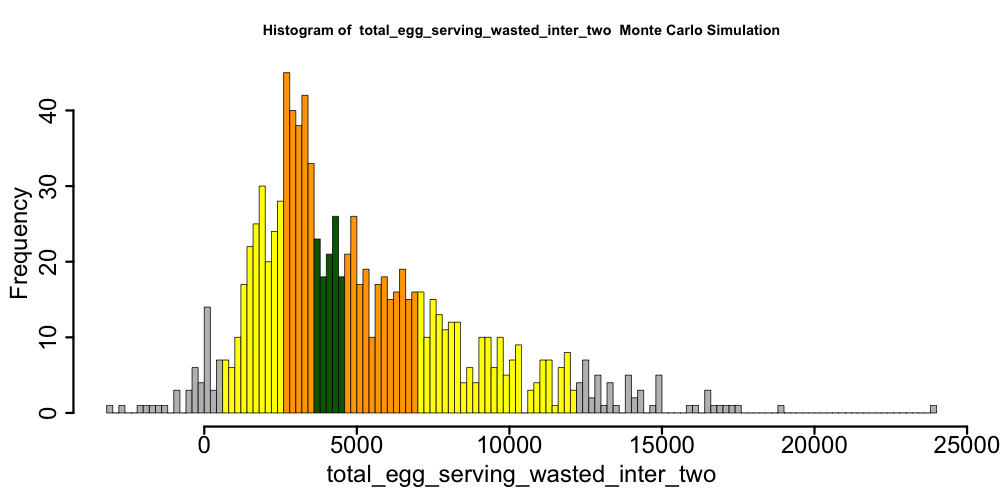 Histogram of  total_egg_serving_wasted_inter_two  Monte Carlo Simulation
Frequency
40
30
20
10
0
0 5000 10000 15000 20000 25000
total_egg_serving_wasted_inter_two